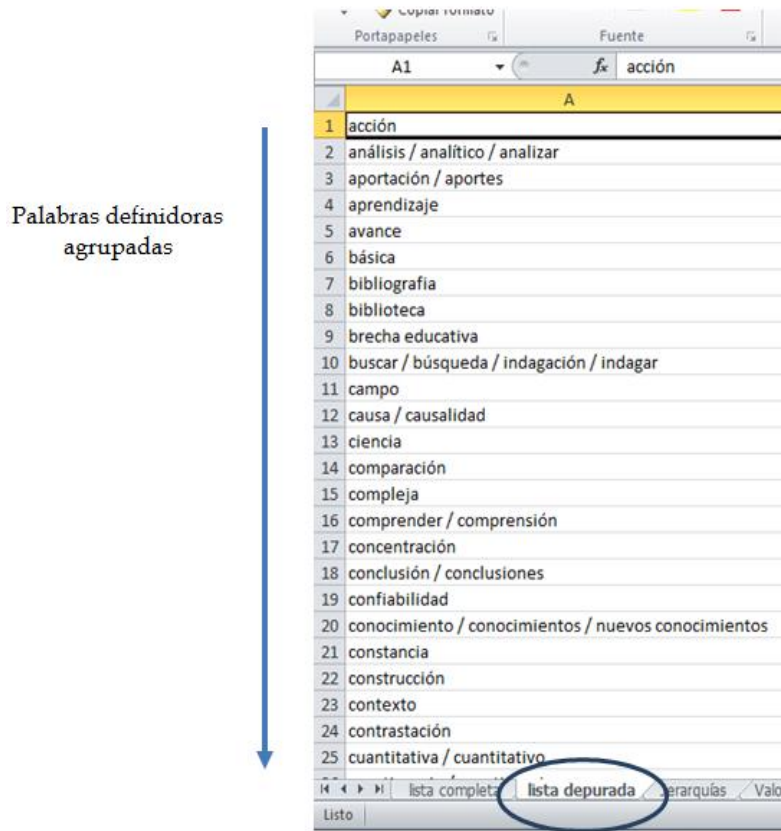 Copiar formato
Portapapeles
Fuente
A1
fx
acción
A
1 acción
2 análisis / analítico / analizar
3 aportación / aportes
4 aprendizaje
5 avance
6 básica
7 bibliografia
8 biblioteca
9 brecha educativa
10 buscar / búsqueda / indagación / indagar
11 campo
12 causa / causalidad
13 ciencia
14 comparación
15 compleja
16 comprender / comprensión
17 concentración
18 conclusión / conclusiones
19 confiabilidad
20 conocimiento / conocimientos / nuevos conocimientos
21 constancia
22 construcción
23 contexto
24 contrastación
25 cuantitativa / cuantitativo
Palabras definidoras
agrupadas
lista completa
lista depurada
Listo